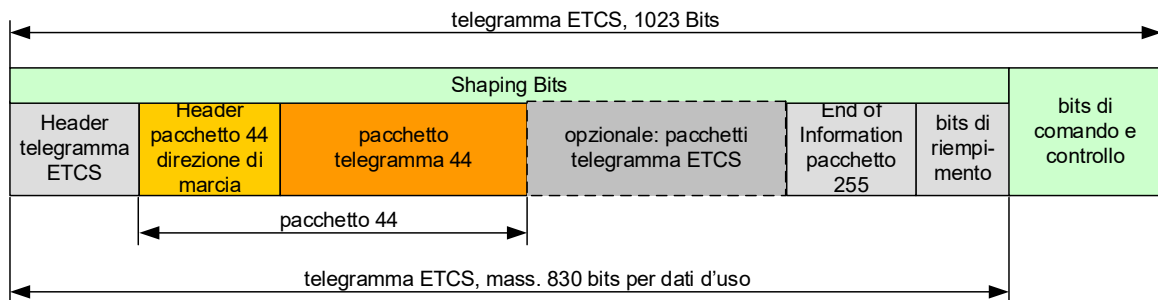 telegramma ETCS, 1023 Bits
Shaping Bits
Header
telegramma
ETCS
Header
pacchetto 44
direzione di
marcia
pacchetto
telegramma 44
opzionale: pacchetti
telegramma ETCS
End of
Information
pacchetto
255
bits di
riempi-
mento
bits di
comando e
controllo
pacchetto 44
telegramma ETCS, mass. 830 bits per dati d’uso